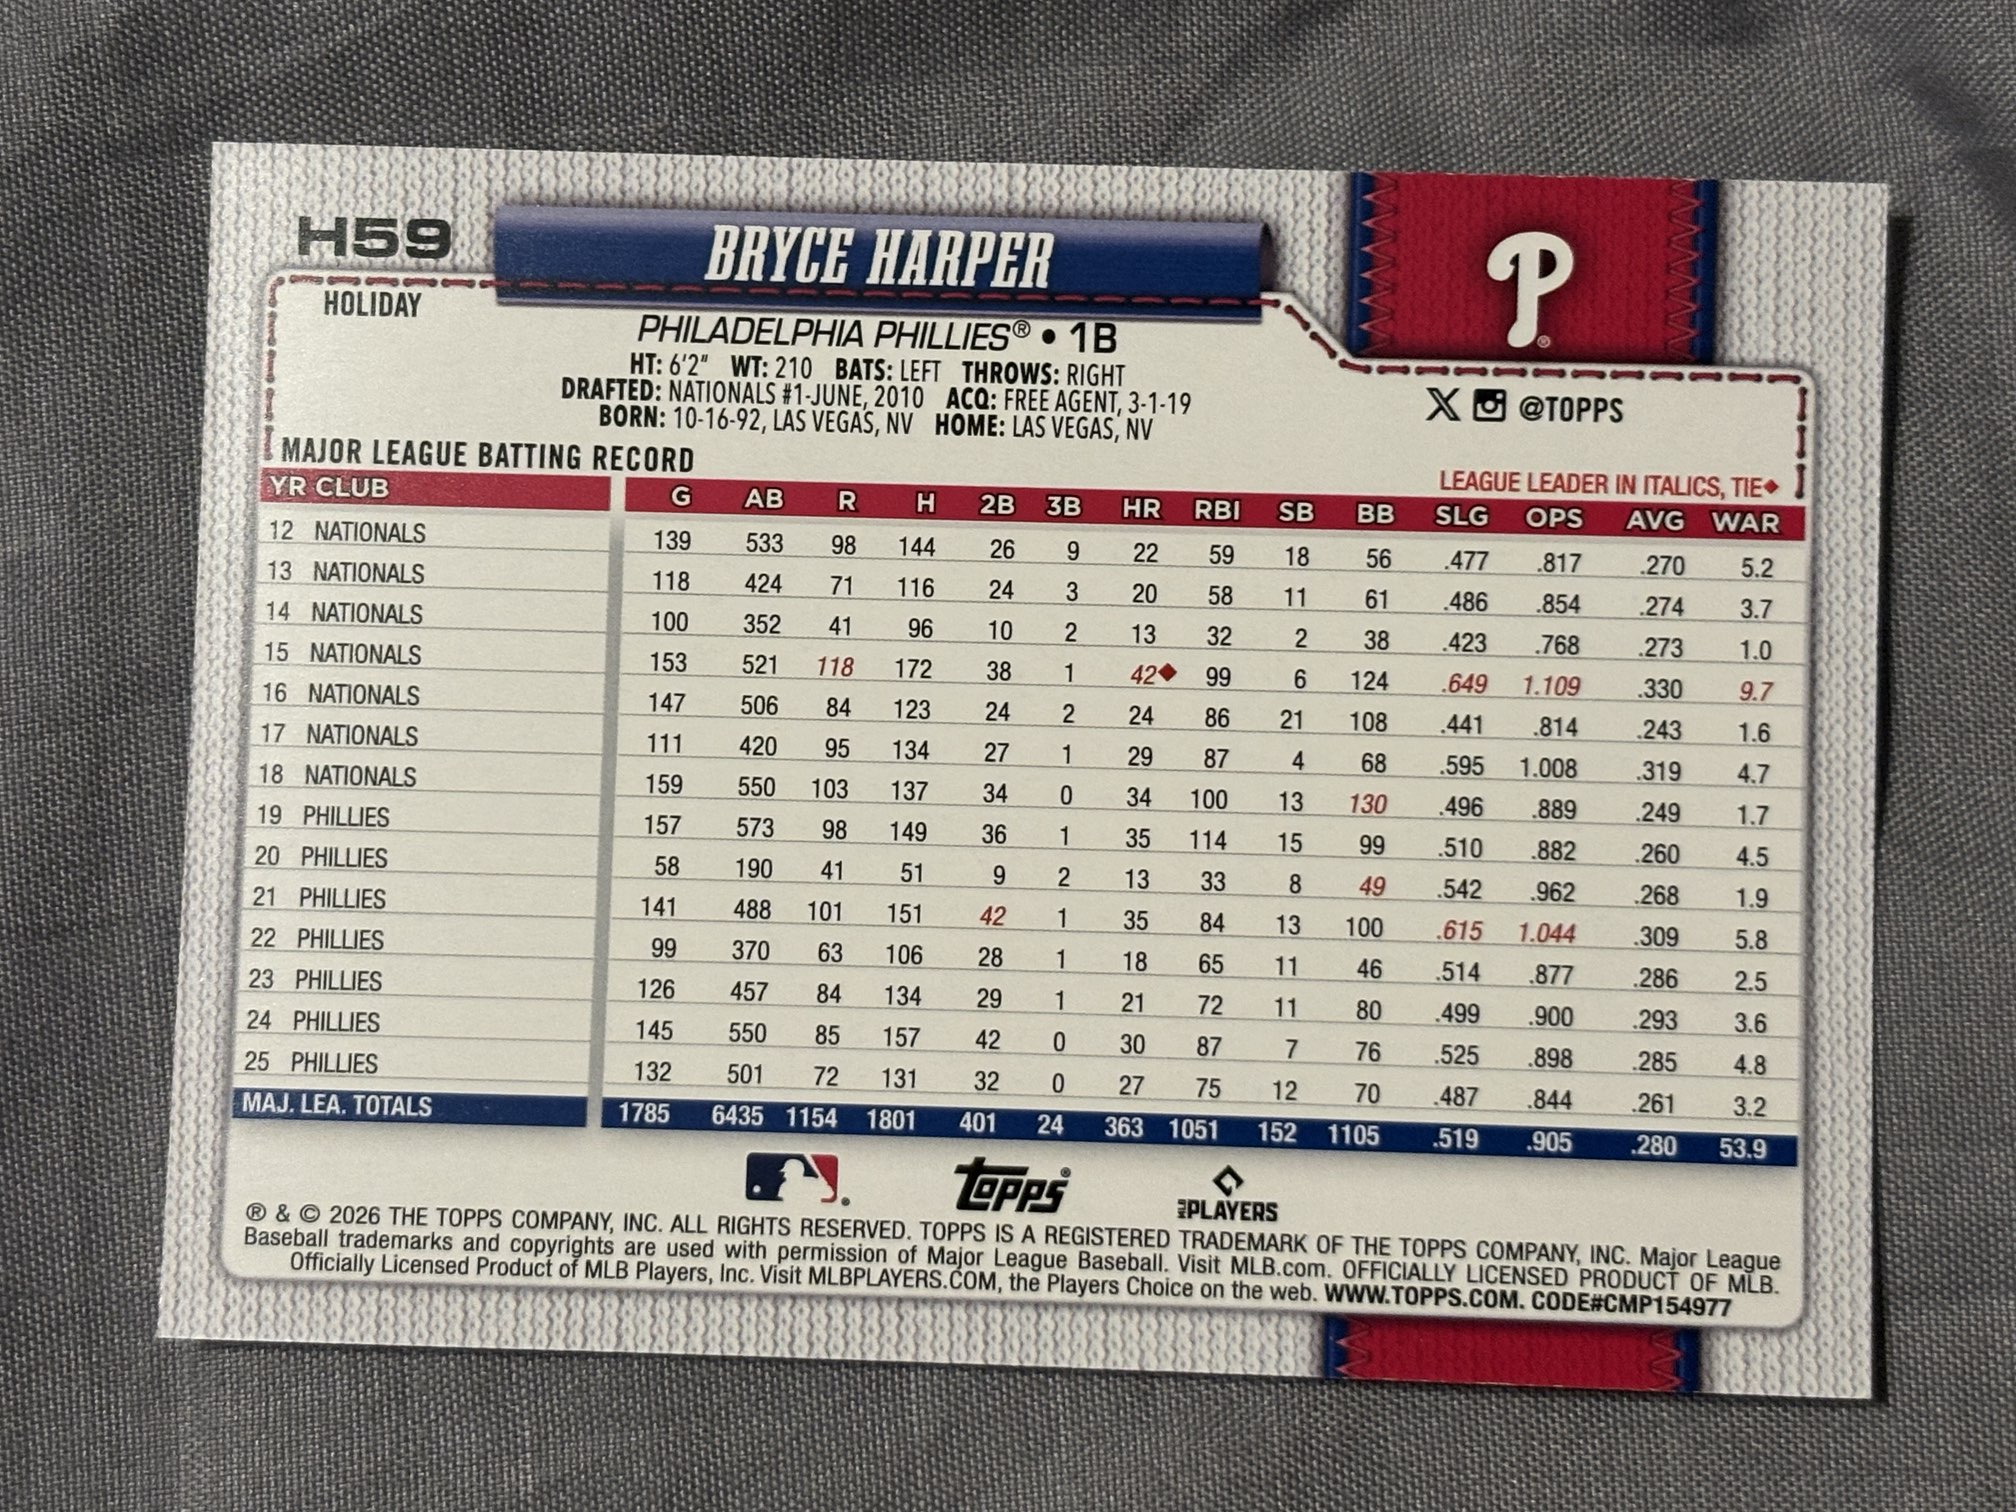 H59
BRYCE HARPER
P®
HOLIDAY
PHILADELPHIA PHILLIES® • 1B
HT: 6'2" WT: 210 BATS: LEFT THROWS: RIGHT
DRAFTED: NATIONALS #1-JUNE, 2010 ACQ: FREE AGENT, 3-1-19
BORN: 10-16-92, LAS VEGAS, NV HOME: LAS VEGAS, NV
@TOPPS
MAJOR LEAGUE BATTING RECORD
LEAGUE LEADER IN ITALICS, TIE♦
YR CLUB G AB R H 2B 3B HR RBI SB BB SLG OPS AVG WAR
12 NATIONALS 139 533 98 144 26 9 22 59 18 56 .477 .817 .270 5.2
13 NATIONALS 118 424 71 116 24 3 20 58 11 61 .486 .854 .274 3.7
14 NATIONALS 100 352 41 96 10 2 13 32 2 38 .423 .768 .273 1.0
15 NATIONALS 153 521 118 172 38 1 42♦ 99 6 124 .649 1.109 .330 9.7
16 NATIONALS 147 506 84 123 24 2 24 86 21 108 .441 .814 .243 1.6
17 NATIONALS 111 420 95 134 27 1 29 87 4 68 .595 1.008 .319 4.7
18 NATIONALS 159 550 103 137 34 0 34 100 13 130 .496 .889 .249 1.7
19 PHILLIES 157 573 98 149 36 1 35 114 15 99 .510 .882 .260 4.5
20 PHILLIES 58 190 41 51 9 2 13 33 8 49 .542 .962 .268 1.9
21 PHILLIES 141 488 101 151 42 1 35 84 13 100 .615 1.044 .309 5.8
22 PHILLIES 99 370 63 106 28 1 18 65 11 46 .514 .877 .286 2.5
23 PHILLIES 126 457 84 134 29 1 21 72 11 80 .499 .900 .293 3.6
24 PHILLIES 145 550 85 157 42 0 30 87 7 76 .525 .898 .285 4.8
25 PHILLIES 132 501 72 131 32 0 27 75 12 70 .487 .844 .261 3.2
MAJ. LEA. TOTALS 1785 6435 1154 1801 401 24 363 1051 152 1105 .519 .905 .280 53.9
Topps® MLB PLAYERS
® & © 2026 THE TOPPS COMPANY, INC. ALL RIGHTS RESERVED. TOPPS IS A REGISTERED TRADEMARK OF THE TOPPS COMPANY, INC. Major League
Baseball trademarks and copyrights are used with permission of Major League Baseball. Visit MLB.com. OFFICIALLY LICENSED PRODUCT OF MLB.
Officially Licensed Product of MLB Players, Inc. Visit MLBPLAYERS.COM, the Players Choice on the web. WWW.TOPPS.COM. CODE#CMP154977